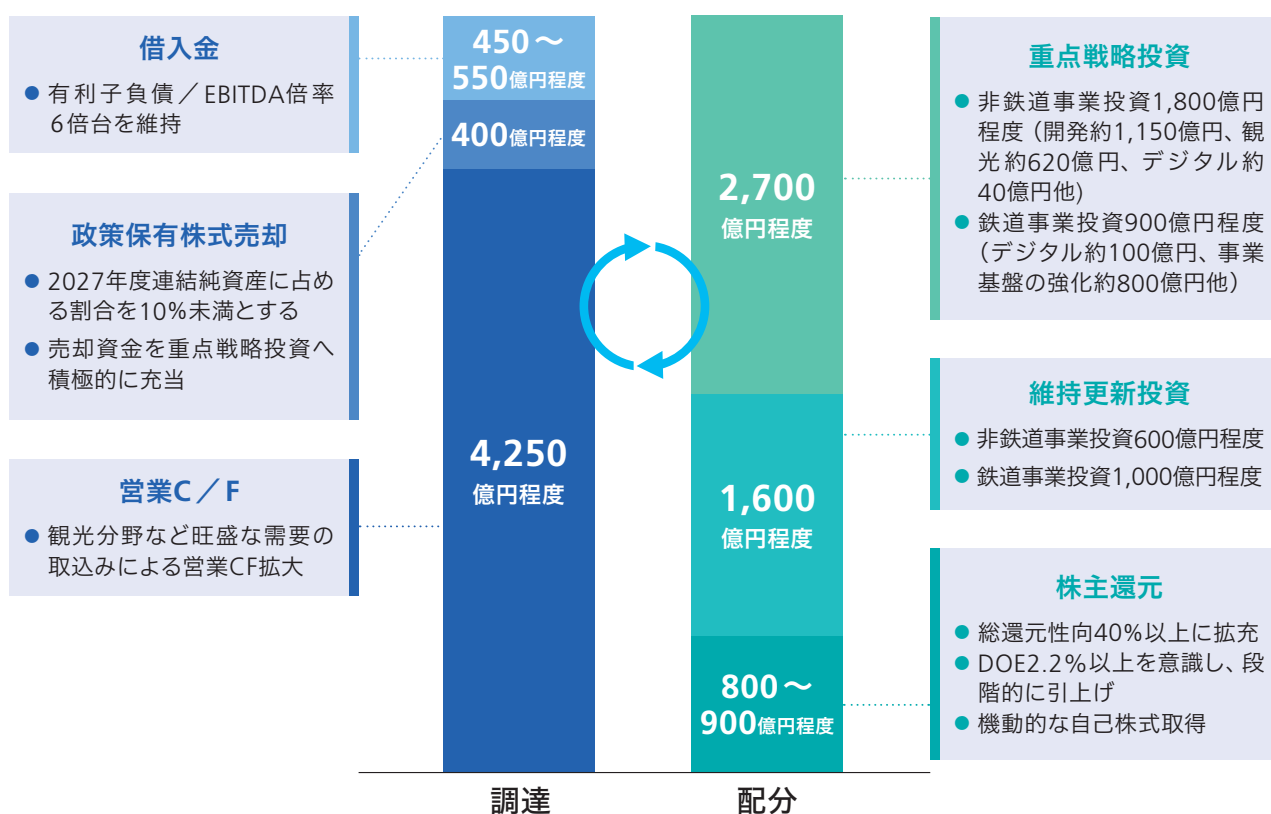 借入金
● 有利子負債／EBITDA倍率
6倍台を維持
政策保有株式売却
● 2027年度連結純資産に占め
る割合を10%未満とする
● 売却資金を重点戦略投資へ
積極的に充当
営業C／F
● 観光分野など旺盛な需要の
取込みによる営業CF拡大
450～
550億円程度
400億円程度
4,250
億円程度
調達
2,700
億円程度
1,600
億円程度
800～
900億円程度
配分
重点戦略投資
● 非鉄道事業投資1,800億円
程度（開発約1,150億円、観
光約620億円、デジタル約
40億円他)
● 鉄道事業投資900億円程度
（デジタル約100億円、事業
基盤の強化約800億円他）
維持更新投資
● 非鉄道事業投資600億円程度
● 鉄道事業投資1,000億円程度
株主還元
● 総還元性向40%以上に拡充
● DOE2.2%以上を意識し、段
階的に引上げ
● 機動的な自己株式取得